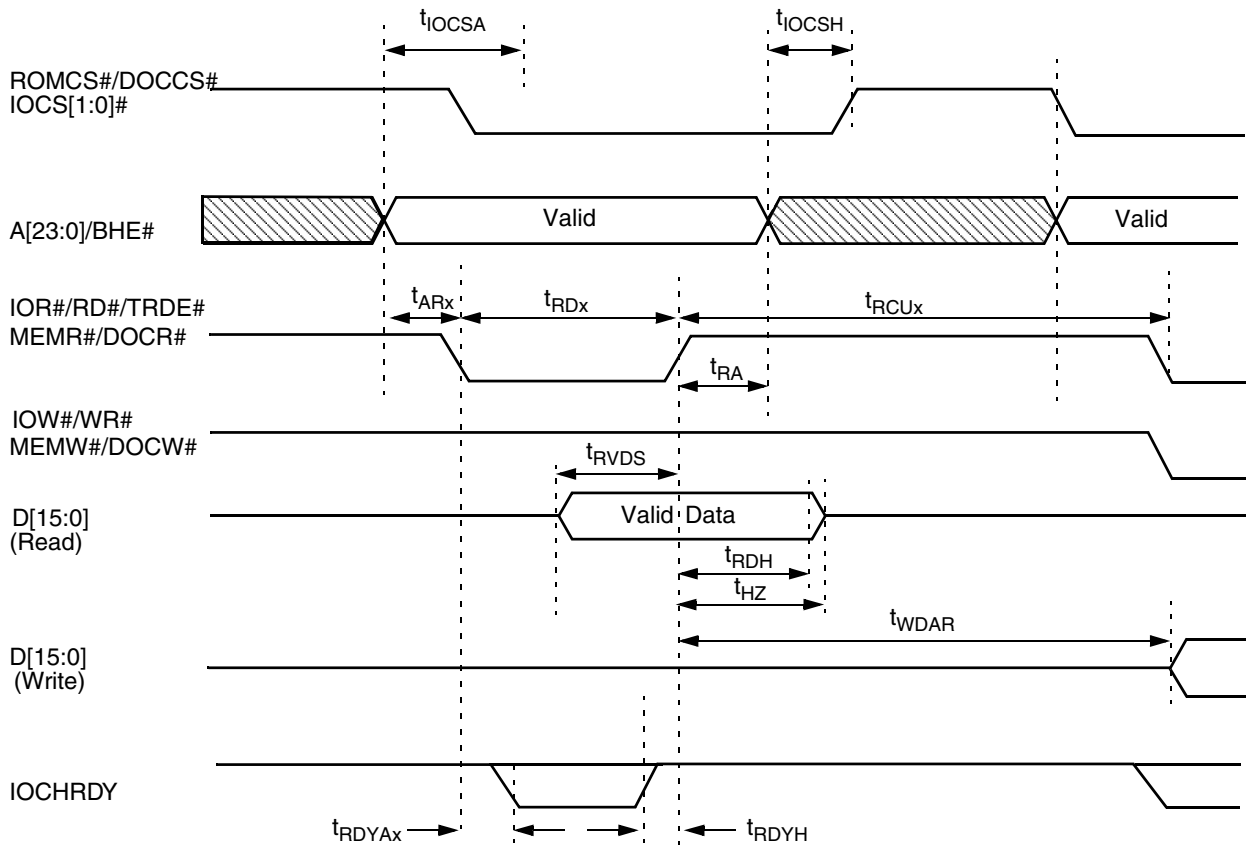 tIOCSA
tIOCSH
ROMCS#/DOCCS#
IOCS[1:0]#
A[23:0]/BHE#
Valid
Valid
IOR#/RD#/TRDE#
MEMR#/DOCR#
tARx
tRDx
tRCUx
tRA
IOW#/WR#
MEMW#/DOCW#
tRVDS
D[15:0]
(Read)
Valid Data
tRDH
tHZ
tWDAR
D[15:0]
(Write)
IOCHRDY
tRDYAx
tRDYH